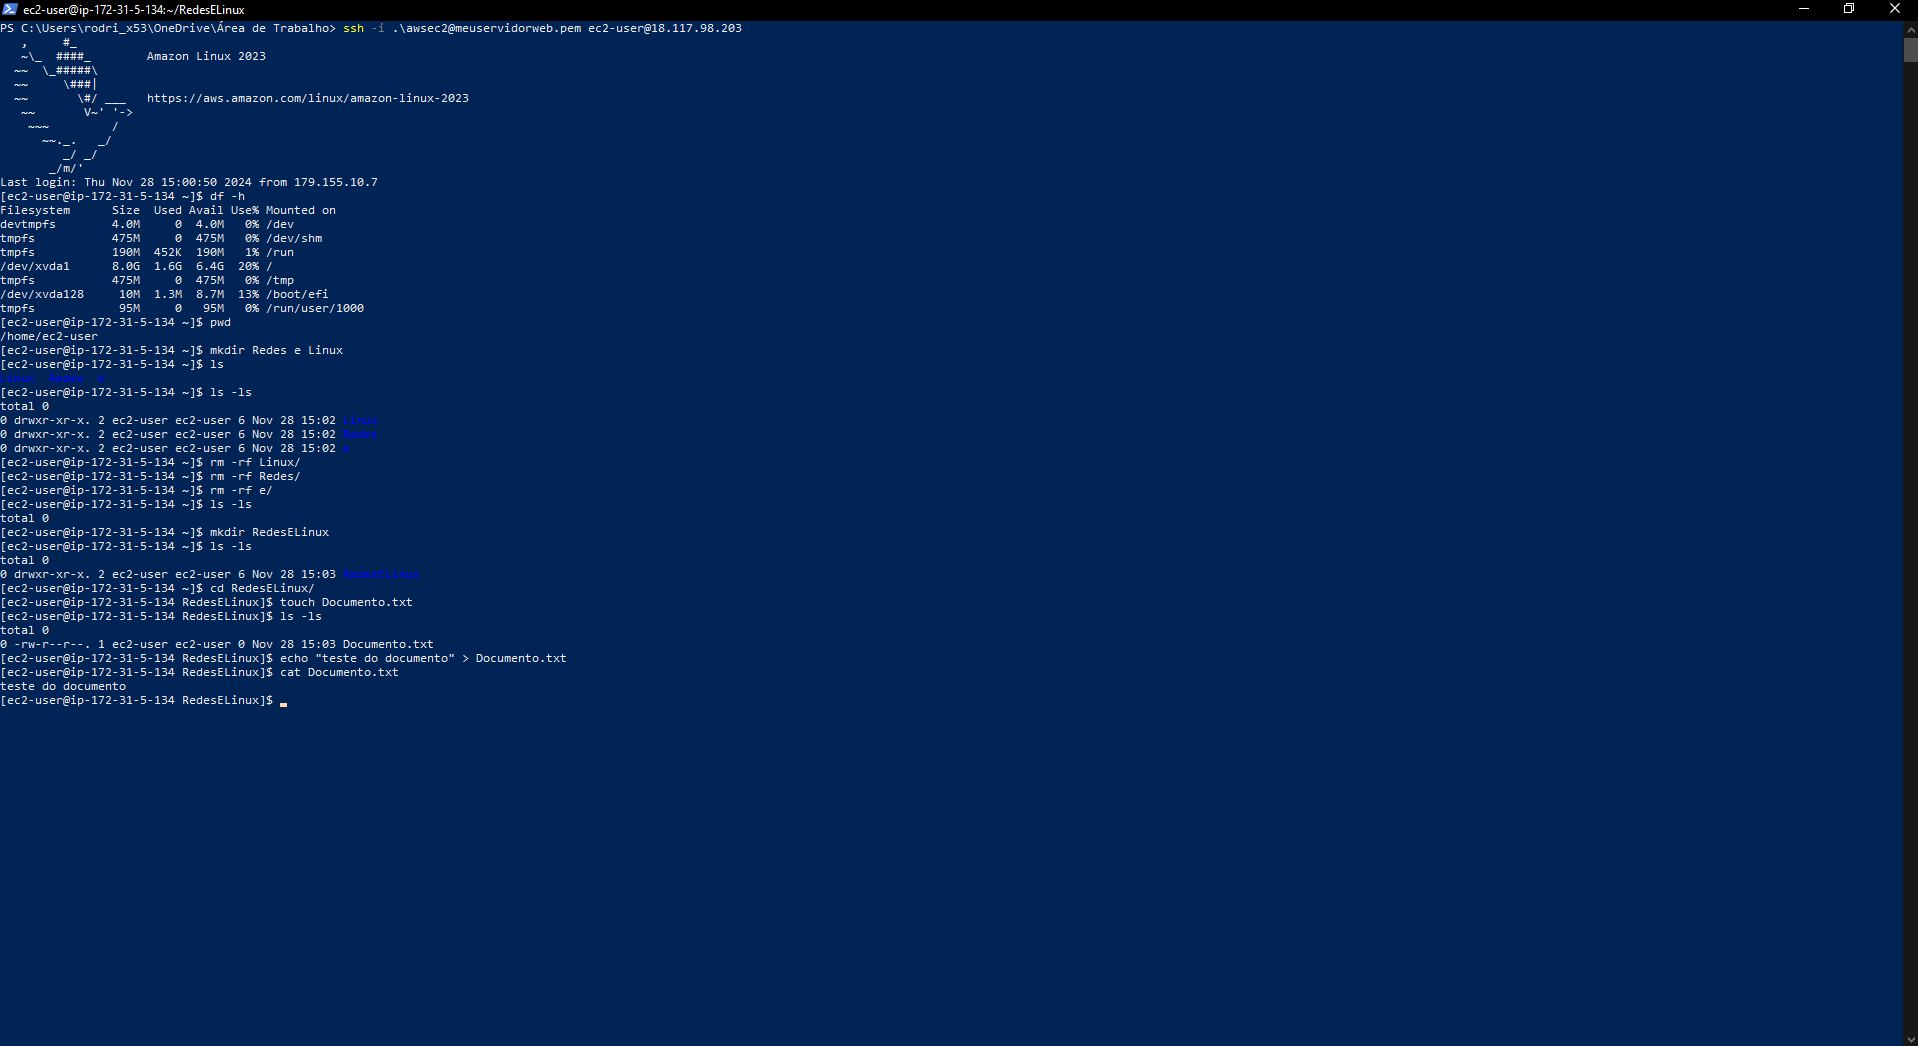 ec2-user@ip-172-31-5-134:~/RedesELinux
PS C:\Users\rodri_x53\OneDrive\Área de Trabalho> ssh -i .\awsec2@meuservidorweb.pem ec2-user@18.117.98.203
   ,     #_
   ~\_  ####_        Amazon Linux 2023
  ~~  \_#####\
  ~~     \###|
  ~~       \#/ ___   https://aws.amazon.com/linux/amazon-linux-2023
   ~~       V~' '->
    ~~~         /
      ~~._.   _/
         _/ _/
       _/m/'
Last login: Thu Nov 28 15:00:50 2024 from 179.155.10.7
[ec2-user@ip-172-31-5-134 ~]$ df -h
Filesystem      Size  Used Avail Use% Mounted on
devtmpfs        4.0M     0  4.0M   0% /dev
tmpfs           475M     0  475M   0% /dev/shm
tmpfs           190M  452K  190M   1% /run
/dev/xvda1      8.0G  1.6G  6.4G  20% /
tmpfs           475M     0  475M   0% /tmp
/dev/xvda128     10M  1.3M  8.7M  13% /boot/efi
tmpfs            95M     0   95M   0% /run/user/1000
[ec2-user@ip-172-31-5-134 ~]$ pwd
/home/ec2-user
[ec2-user@ip-172-31-5-134 ~]$ mkdir Redes e Linux
[ec2-user@ip-172-31-5-134 ~]$ ls
Linux  Redes  e
[ec2-user@ip-172-31-5-134 ~]$ ls -ls
total 0
0 drwxr-xr-x. 2 ec2-user ec2-user 6 Nov 28 15:02 Linux
0 drwxr-xr-x. 2 ec2-user ec2-user 6 Nov 28 15:02 Redes
0 drwxr-xr-x. 2 ec2-user ec2-user 6 Nov 28 15:02 e
[ec2-user@ip-172-31-5-134 ~]$ rm -rf Linux/
[ec2-user@ip-172-31-5-134 ~]$ rm -rf Redes/
[ec2-user@ip-172-31-5-134 ~]$ rm -rf e/
[ec2-user@ip-172-31-5-134 ~]$ ls -ls
total 0
[ec2-user@ip-172-31-5-134 ~]$ mkdir RedesELinux
[ec2-user@ip-172-31-5-134 ~]$ ls -ls
total 0
0 drwxr-xr-x. 2 ec2-user ec2-user 6 Nov 28 15:03 RedesELinux
[ec2-user@ip-172-31-5-134 ~]$ cd RedesELinux/
[ec2-user@ip-172-31-5-134 RedesELinux]$ touch Documento.txt
[ec2-user@ip-172-31-5-134 RedesELinux]$ ls -ls
total 0
0 -rw-r--r--. 1 ec2-user ec2-user 0 Nov 28 15:03 Documento.txt
[ec2-user@ip-172-31-5-134 RedesELinux]$ echo "teste do documento" > Documento.txt
[ec2-user@ip-172-31-5-134 RedesELinux]$ cat Documento.txt
teste do documento
[ec2-user@ip-172-31-5-134 RedesELinux]$